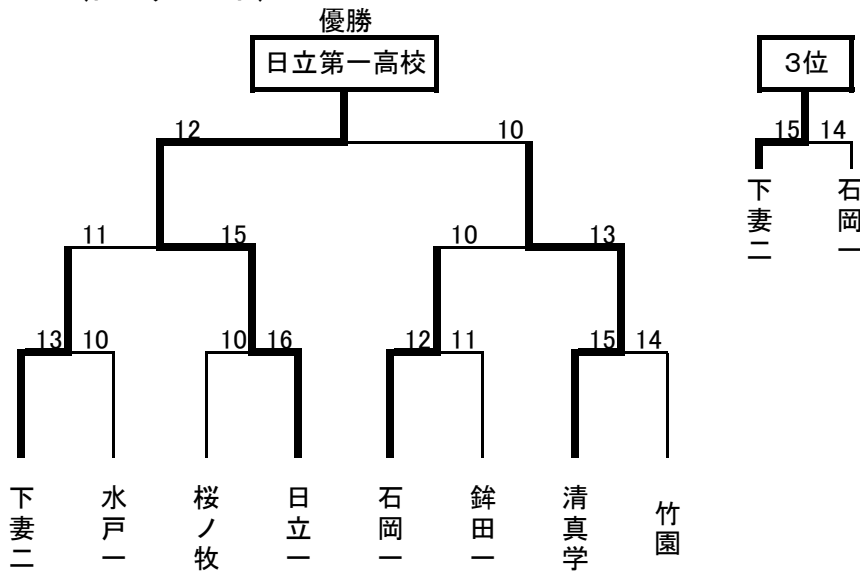 優勝
日立第一高校
3位
12
10
15
14
下妻二
石岡一
11
15
10
13
13
10
10
16
12
11
15
14
下妻二
水戸一
桜ノ牧
日立一
石岡一
鉾田一
清真学
竹園